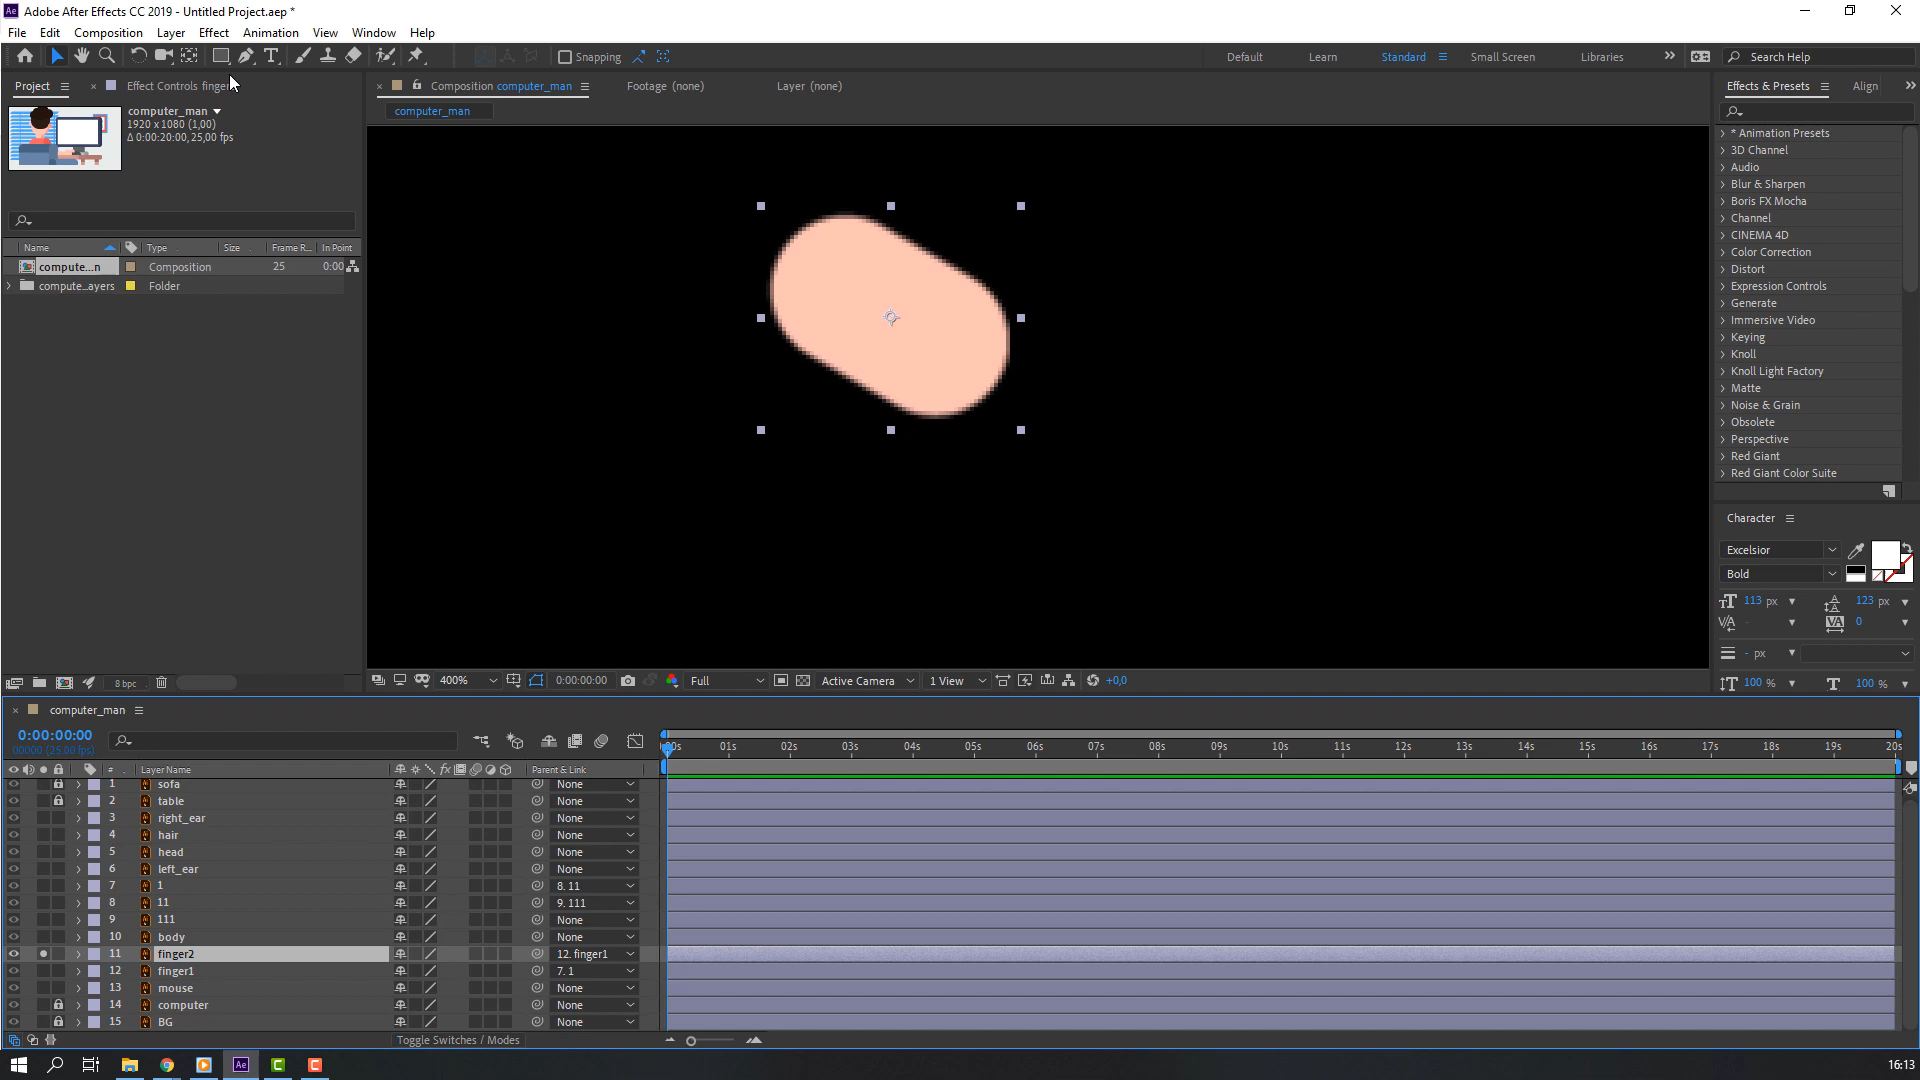 Ae Adobe After Effects CC 2019 - Untitled Project.aep *
File Edit Composition Layer Effect Animation View Window Help
Snapping Default Learn Standard Small Screen Libraries » Search Help
Project Effect Controls finger
Composition computer_man Footage (none) Layer (none)
Effects & Presets Align »
computer_man
1920 x 1080 (1,00)
Δ 0:00:20:00, 25,00 fps
computer_man
Name Type Size Frame R... In Point
compute...n Composition 25 0:00
compute...ayers Folder
* Animation Presets
3D Channel
Audio
Blur & Sharpen
Boris FX Mocha
Channel
CINEMA 4D
Color Correction
Distort
Expression Controls
Generate
Immersive Video
Keying
Knoll
Knoll Light Factory
Matte
Noise & Grain
Obsolete
Perspective
Red Giant
Red Giant Color Suite
Character
Excelsior
Bold
113 px 123 px
0
- px
100 % 100 %
8 bpc
400% 0:00:00:00 Full Active Camera 1 View +0,0
computer_man
0:00:00:00
00000 (25.00 fps)
00s 01s 02s 03s 04s 05s 06s 07s 08s 09s 10s 11s 12s 13s 14s 15s 16s 17s 18s 19s 20s
# Layer Name fx Parent & Link
1 sofa None
2 table None
3 right_ear None
4 hair None
5 head None
6 left_ear None
7 1 8. 11
8 11 9. 111
9 111 None
10 body None
11 finger2 12. finger1
12 finger1 7. 1
13 mouse None
14 computer None
15 BG None
Toggle Switches / Modes
Ae C C 16:13